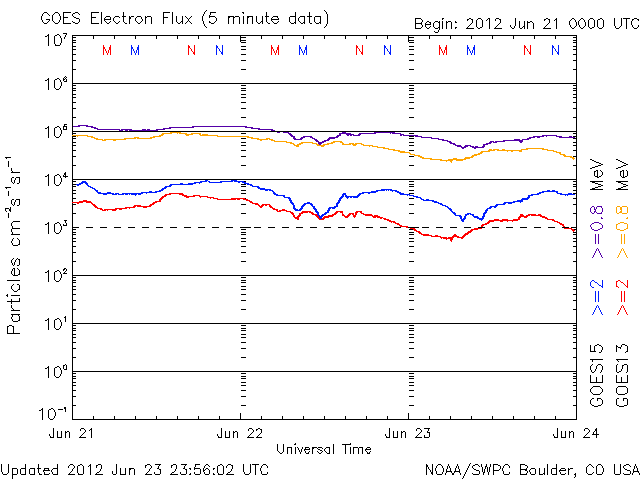 GOES Electron Flux (5 minute data)
Begin: 2012 Jun 21 0000 UTC
M M N N M M N N M M N N
10⁷
10⁶
10⁵
10⁴
10³
10²
10¹
10⁰
10⁻¹
Particles cm⁻²s⁻¹sr⁻¹
Jun 21 Jun 22 Jun 23 Jun 24
Universal Time
GOES15 >=2 >=0.8 MeV
GOES13 >=2 >=0.8 MeV
Updated 2012 Jun 23 23:56:02 UTC
NOAA/SWPC Boulder, CO USA